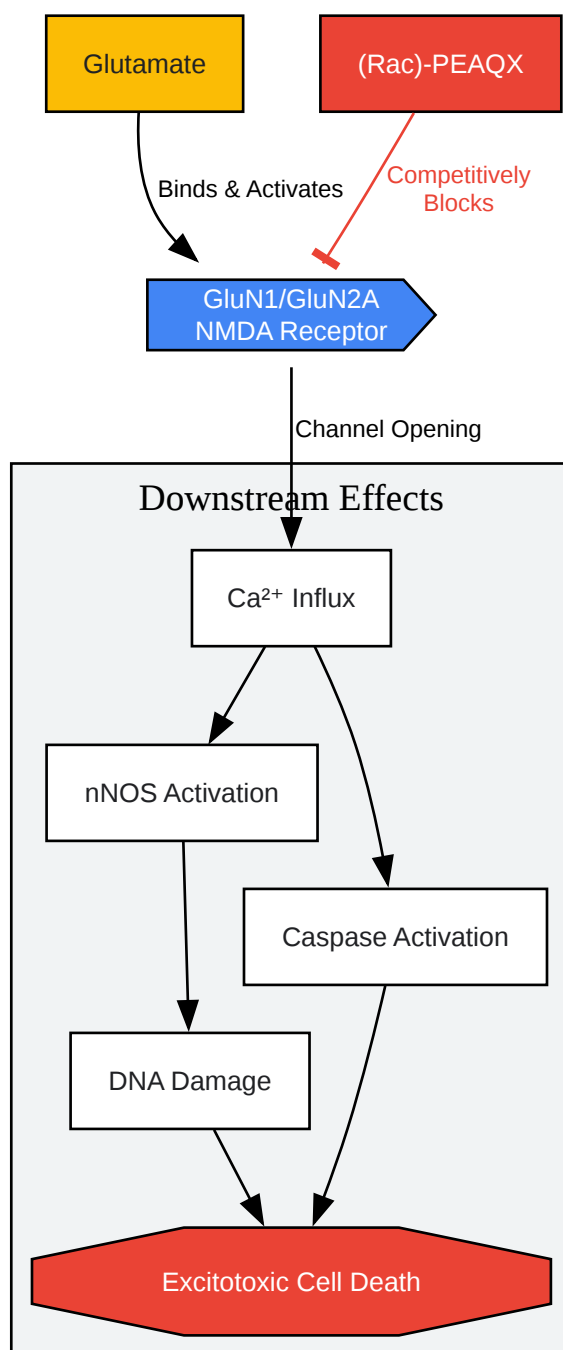 Glutamate
(Rac)-PEAQX
Binds & Activates
Competitively
Blocks
GluN1/GluN2A
NMDA Receptor
Channel Opening
Downstream Effects
Ca²⁺ Influx
nNOS Activation
Caspase Activation
DNA Damage
Excitotoxic Cell Death